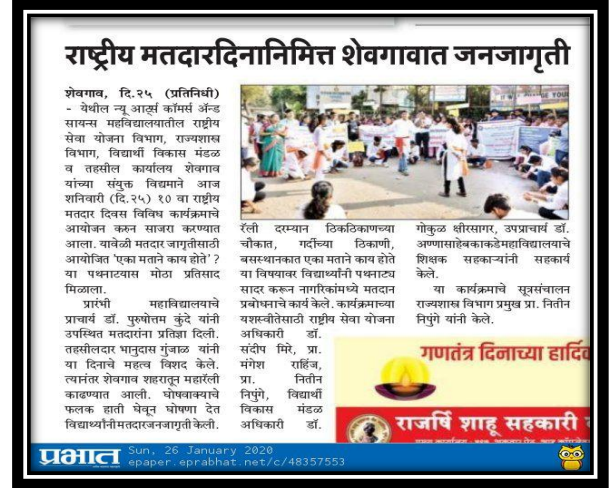 राष्ट्रीय मतदारदिनानिमित्त शेवगावात जनजागृती
शेवगाव, दि.२५ (प्रतिनिधी)
- येथील न्यू आर्ट्स कॉमर्स ॲन्ड
सायन्स महविद्यालयातील राष्ट्रीय
सेवा योजना विभाग, राज्यशास्त्र
विभाग, विद्यार्थी विकास मंडळ
व तहसील कार्यालय शेवगाव
यांच्या संयुक्त विद्यमाने आज
शनिवारी (दि.२५) १० वा राष्ट्रीय
मतदार दिवस विविध कार्यक्रमाचे
आयोजन करुन साजरा करण्यात
आला. यावेळी मतदार जागृतीसाठी
आयोजित 'एका मताने काय होते' ?
या पथनाटयास मोठा प्रतिसाद
मिळाला.
प्रारंभी महाविद्यालयाचे
प्राचार्य डॉ. पुरुषोत्तम कुंदे यांनी
उपस्थित मतदारांना प्रतिज्ञा दिली.
तहसीलदार भानुदास गुंजाळ यांनी
या दिनाचे महत्व विशद केले.
त्यानंतर शेवगाव शहरातून महारॅली
काढण्यात आली. घोषवाक्याचे
फलक हाती घेवून घोषणा देत
विद्यार्थ्यांनी मतदार जनजागृती केली.
रॅली दरम्यान ठिकठिकाणच्या
चौकात, गर्दीच्या ठिकाणी,
बसस्थानकात एका मताने काय होते
या विषयावर विद्यार्थ्यांनी पथनाट्य
सादर करून नागरिकांमध्ये मतदान
प्रबोधनाचे कार्य केले. कार्यक्रमाच्या
यशस्वीतेसाठी राष्ट्रीय सेवा योजना
अधिकारी डॉ.
संदीप मिरे, प्रा.
मंगेश राहिंज,
प्रा. नितीन
निपुंगे, विद्यार्थी
विकास मंडळ
अधिकारी डॉ.
गोकुळ क्षीरसागर, उपप्राचार्य डॉ.
अण्णासाहेबकाकडेमहाविद्यालयाचे
शिक्षक सहकाऱ्यांनी सहकार्य
केले.
या कार्यक्रमाचे सूत्रसंचालन
राज्यशास्त्र विभाग प्रमुख प्रा. नितीन
निपुंगे यांनी केले.
गणतंत्र दिनाच्या हार्दिक
राजर्षि शाहू सहकारी
प्रभात
Sun, 26 January 2020
epaper.eprabhat.net/c/48357553